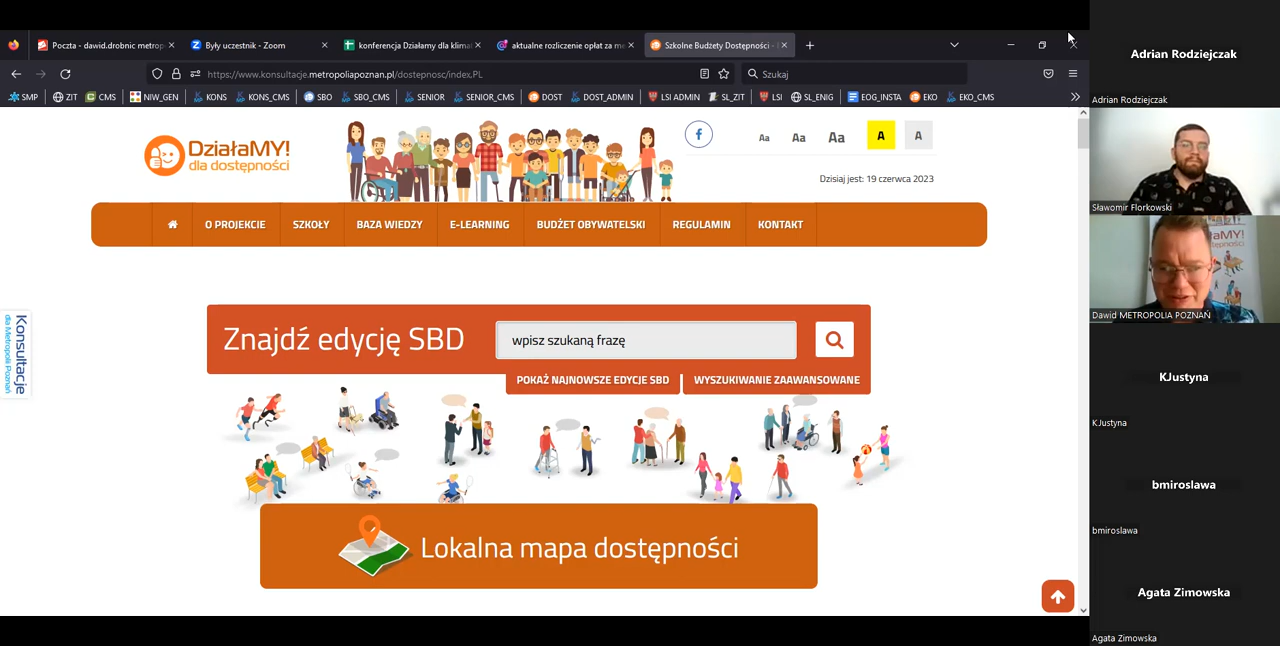 Poczta - dawid.drobnic metrop
Były uczestnik - Zoom
konferencja Działamy dla klimat
aktualne rozliczenie opłat za me
Szkolne Budżety Dostępności -
https://www.konsultacje.metropoliapoznan.pl/dostepnosc/index,PL
Szukaj
SMP
ZIT
CMS
NIW_GEN
KONS
KONS_CMS
SBO
SBO_CMS
SENIOR
SENIOR_CMS
DOST
DOST_ADMIN
LSI ADMIN
SL_ZIT
LSI
SL_ENIG
EOG_INSTA
EKO
EKO_CMS
DziałaMY!
dla dostępności
Aa Aa Aa A A
Dzisiaj jest: 19 czerwca 2023
O PROJEKCIE
SZKOŁY
BAZA WIEDZY
E-LEARNING
BUDŻET OBYWATELSKI
REGULAMIN
KONTAKT
Konsultacje
dla Metropolii Poznań
Znajdź edycję SBD
wpisz szukaną frazę
POKAŻ NAJNOWSZE EDYCJE SBD
WYSZUKIWANIE ZAAWANSOWANE
Lokalna mapa dostępności
Adrian Rodziejczak
Adrian Rodziejczak
Sławomir Florkowski
Dawid METROPOLIA POZNAŃ
KJustyna
KJustyna
bmiroslawa
bmiroslawa
Agata Zimowska
Agata Zimowska